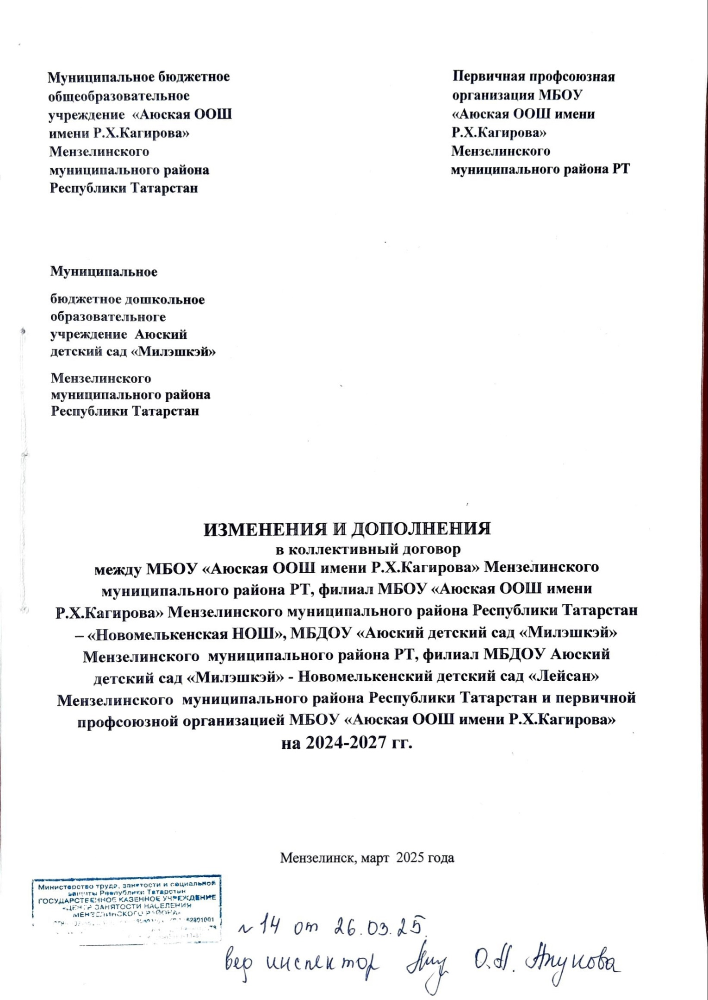 Муниципальное бюджетное
общеобразовательное
учреждение «Аюская ООШ
имени Р.Х.Кагирова»
Мензелинского
муниципального района
Республики Татарстан
Первичная профсоюзная
организация МБОУ
«Аюская ООШ имени
Р.Х.Кагирова»
Мензелинского
муниципального района РТ
Муниципальное
бюджетное дошкольное
образовательноге
учреждение Аюский
детский сад «Милэшкэй»
Мензелинского
муниципального района
Республики Татарстан
ИЗМЕНЕНИЯ И ДОПОЛНЕНИЯ
в коллективный договор
между МБОУ «Аюская ООШ имени Р.Х.Кагирова» Мензелинского
муниципального района РТ, филиал МБОУ «Аюская ООШ имени
Р.Х.Кагирова» Мензелинского муниципального района Республики Татарстан
– «Новомелькенская НОШ», МБДОУ «Аюский детский сад «Милэшкэй»
Мензелинского муниципального района РТ, филиал МБДОУ Аюский
детский сад «Милэшкэй» - Новомелькенский детский сад «Лейсан»
Мензелинского муниципального района Республики Татарстан и первичной
профсоюзной организацией МБОУ «Аюская ООШ имени Р.Х.Кагирова»
на 2024-2027 гг.
Мензелинск, март 2025 года
Министерство труда, занятости и социальной
защиты Республики Татарстан
ГОСУДАРСТВЕННОЕ КАЗЕННОЕ УЧРЕЖДЕНИЕ
«ЦЕНТР ЗАНЯТОСТИ НАСЕЛЕНИЯ
МЕНЗЕЛИНСКОГО РАЙОНА»
№14 от 26.03.25.
вед инспектор О.Н.